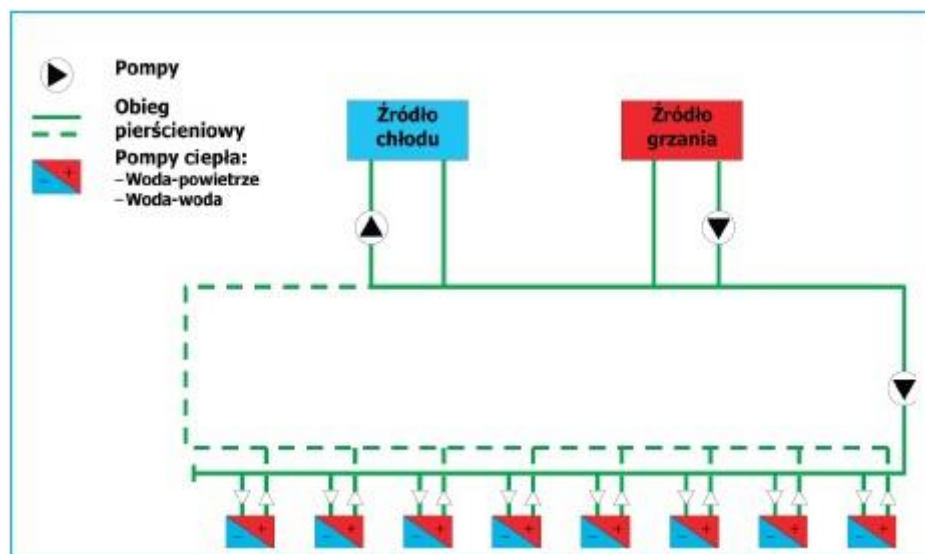 Pompy
Obieg
pierścieniowy
Pompy ciepła:
–Woda-powietrze
–Woda-woda
Źródło
chłodu
Źródło
grzania
– +
– +
– +
– +
– +
– +
– +
– +
– +